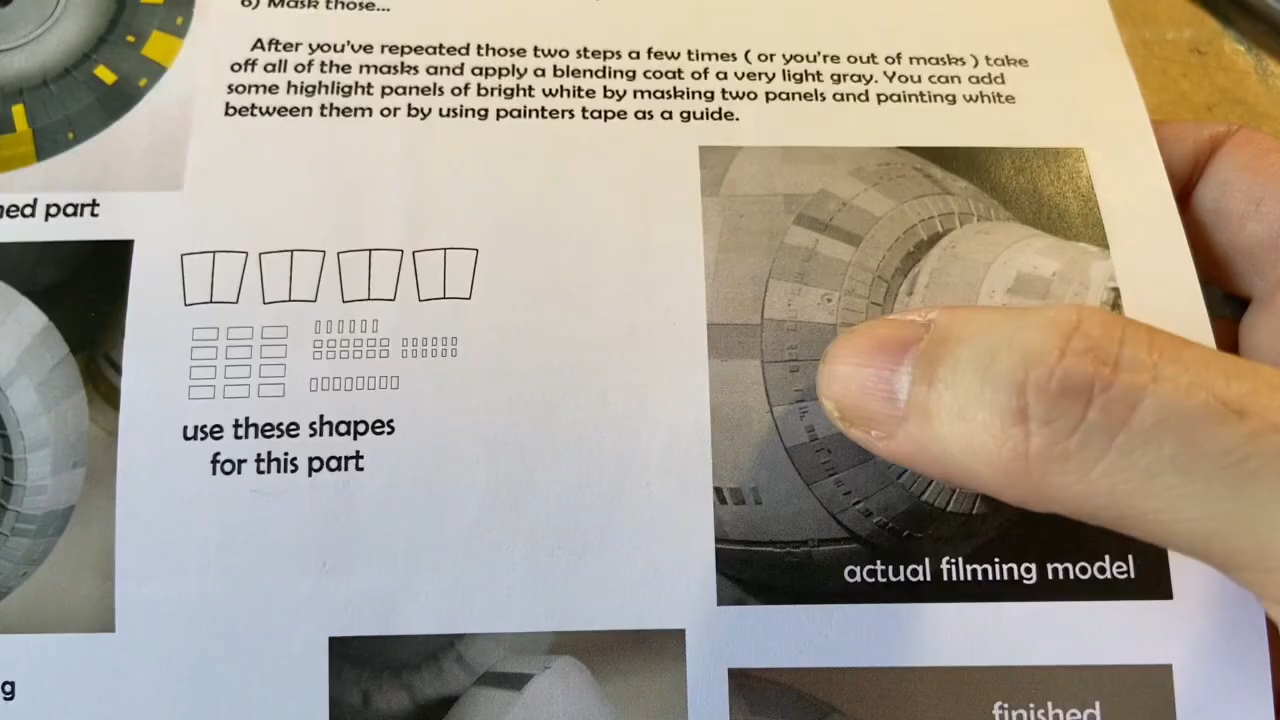 6) Mask those...
After you've repeated those two steps a few times ( or you're out of masks ) take
off all of the masks and apply a blending coat of a very light gray. You can add
some highlight panels of bright white by masking two panels and painting white
between them or by using painters tape as a guide.
ned part
use these shapes
for this part
actual filming model
g
finished